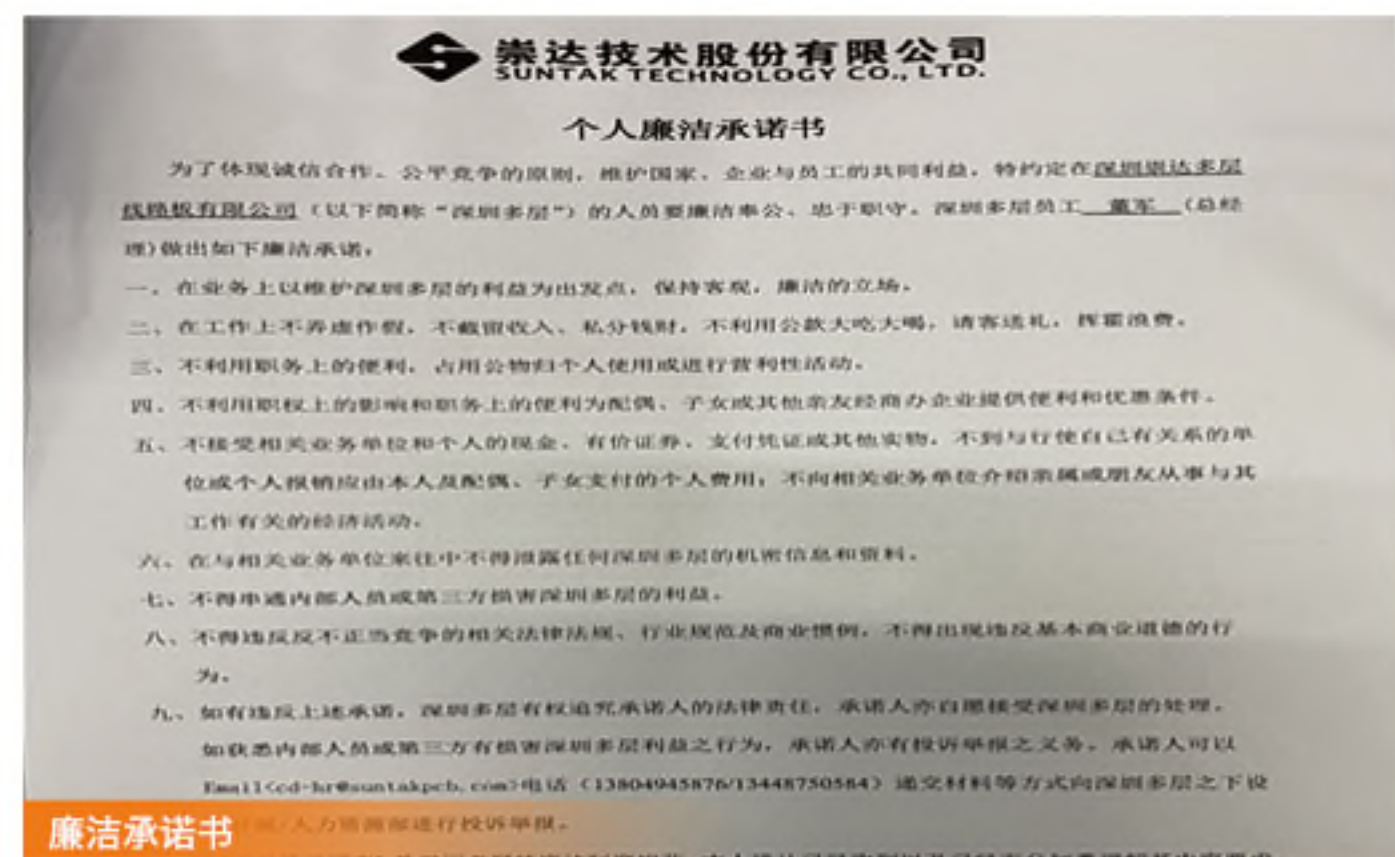 崇达技术股份有限公司
SUNTAK TECHNOLOGY CO., LTD.
个人廉洁承诺书
为了体现诚信合作、公平竞争的原则，维护国家、企业与员工的共同利益，特约定在深圳崇达多层
线路板有限公司（以下简称“深圳多层”）的人员要廉洁奉公、忠于职守。深圳多层员工 董军 （总经
理）做出如下廉洁承诺：
一、在业务上以维护深圳多层的利益为出发点，保持客观，廉洁的立场。
二、在工作上不弄虚作假，不截留收入、私分钱财，不利用公款大吃大喝，请客送礼，挥霍浪费。
三、不利用职务上的便利，占用公物归个人使用或进行营利性活动。
四、不利用职权上的影响和职务上的便利为配偶、子女或其他亲友经商办企业提供便利和优惠条件。
五、不接受相关业务单位和个人的现金、有价证券、支付凭证或其他实物，不到与行使自己有关系的单
位或个人报销应由本人及配偶、子女支付的个人费用；不向相关业务单位介绍亲属或朋友从事与其
工作有关的经济活动。
六、在与相关业务单位来往中不得泄露任何深圳多层的机密信息和资料。
七、不得串通内部人员或第三方损害深圳多层的利益。
八、不得违反反不正当竞争的相关法律法规、行业规范及商业惯例，不得出现违反基本商业道德的行
为。
九、如有违反上述承诺，深圳多层有权追究承诺人的法律责任，承诺人亦自愿接受深圳多层的处理。
如获悉内部人员或第三方有损害深圳多层利益之行为，承诺人亦有投诉举报之义务。承诺人可以
Email<cd-hr@suntakpcb.com>电话（13804945876/13448750584）递交材料等方式向深圳多层之下设
人力资源部进行投诉举报。
廉洁承诺书